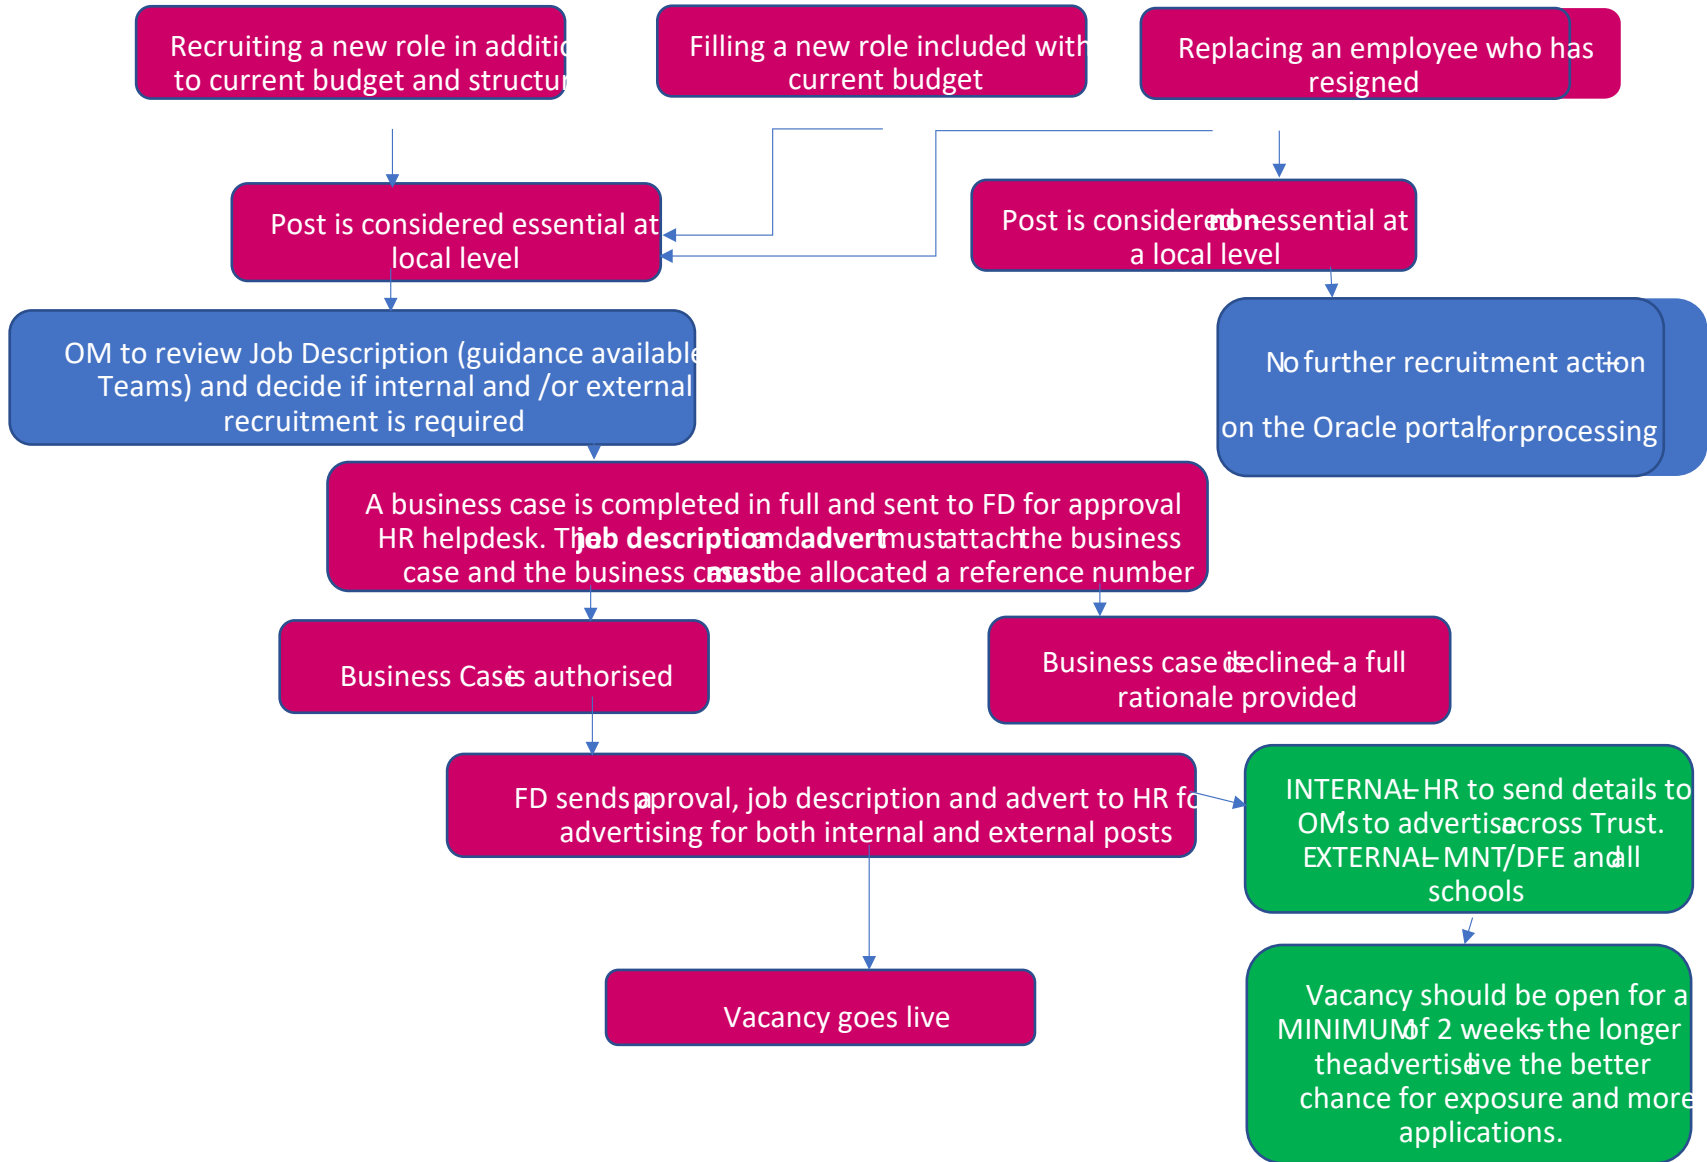 Recruiting a new role in additio
to current budget and structur
Filling a new role included with
current budget
Replacing an employee who has
resigned
Post is considered essential at
local level
Post is considered non-essential at
a local level
OM to review Job Description (guidance available
Teams) and decide if internal and /or external
recruitment is required
No further recruitment action –
on the Oracle portal for processing
A business case is completed in full and sent to FD for approval
HR helpdesk. The job description and advert must attach the business
case and the business case must be allocated a reference number
Business Case is authorised
Business case is declined – a full
rationale provided
FD sends approval, job description and advert to HR fo
advertising for both internal and external posts
INTERNAL – HR to send details to
OM's to advertise across Trust.
EXTERNAL – MNT/DFE and all
schools
Vacancy goes live
Vacancy should be open for a
MINIMUM of 2 weeks – the longer
the advertise live the better
chance for exposure and more
applications.